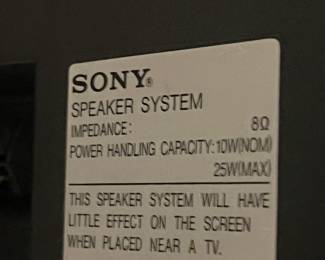 SONY®
SPEAKER SYSTEM
IMPEDANCE: 8Ω
POWER HANDLING CAPACITY: 10W(NOM)
25W(MAX)
THIS SPEAKER SYSTEM WILL HAVE
LITTLE EFFECT ON THE SCREEN
WHEN PLACED NEAR A TV.